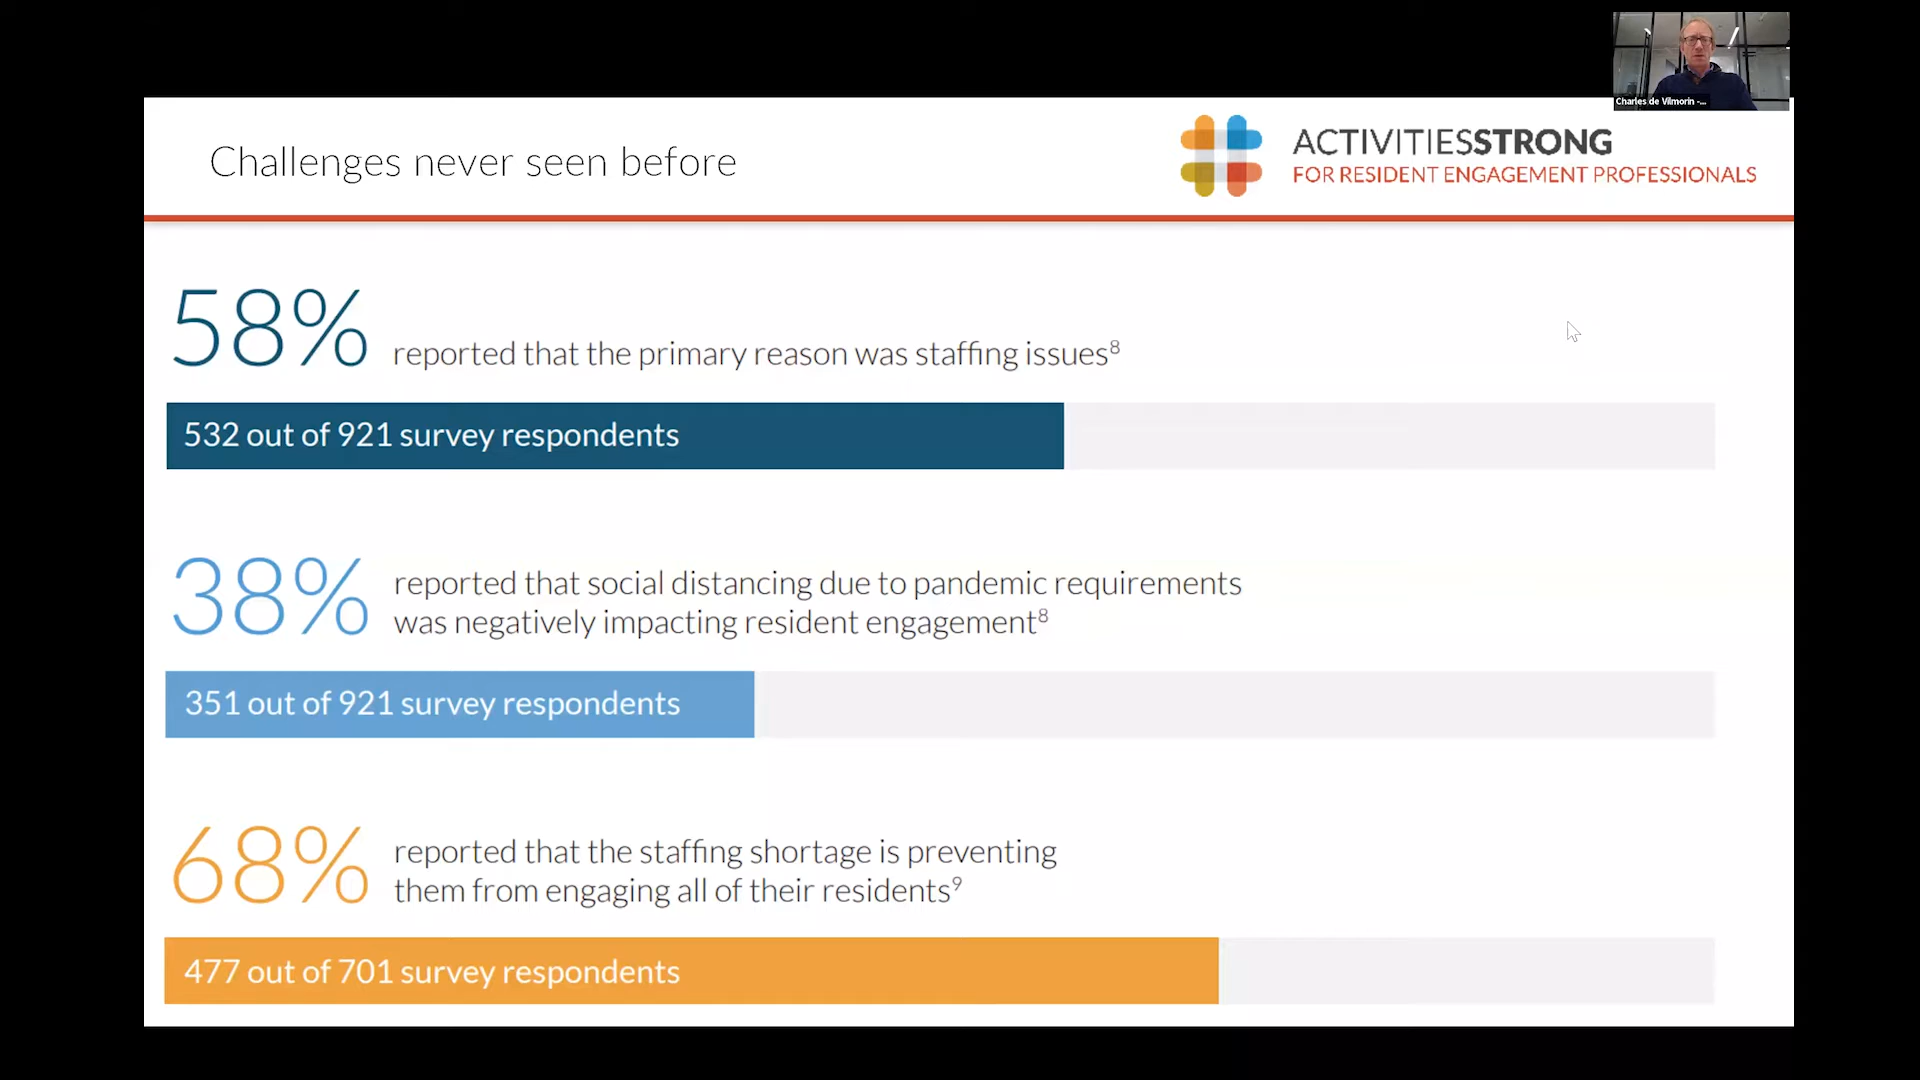 Charles de Vilmorin -...
Challenges never seen before
ACTIVITIESSTRONG
FOR RESIDENT ENGAGEMENT PROFESSIONALS
58%
reported that the primary reason was staffing issues⁸
532 out of 921 survey respondents
38%
reported that social distancing due to pandemic requirements
was negatively impacting resident engagement⁸
351 out of 921 survey respondents
68%
reported that the staffing shortage is preventing
them from engaging all of their residents⁹
477 out of 701 survey respondents